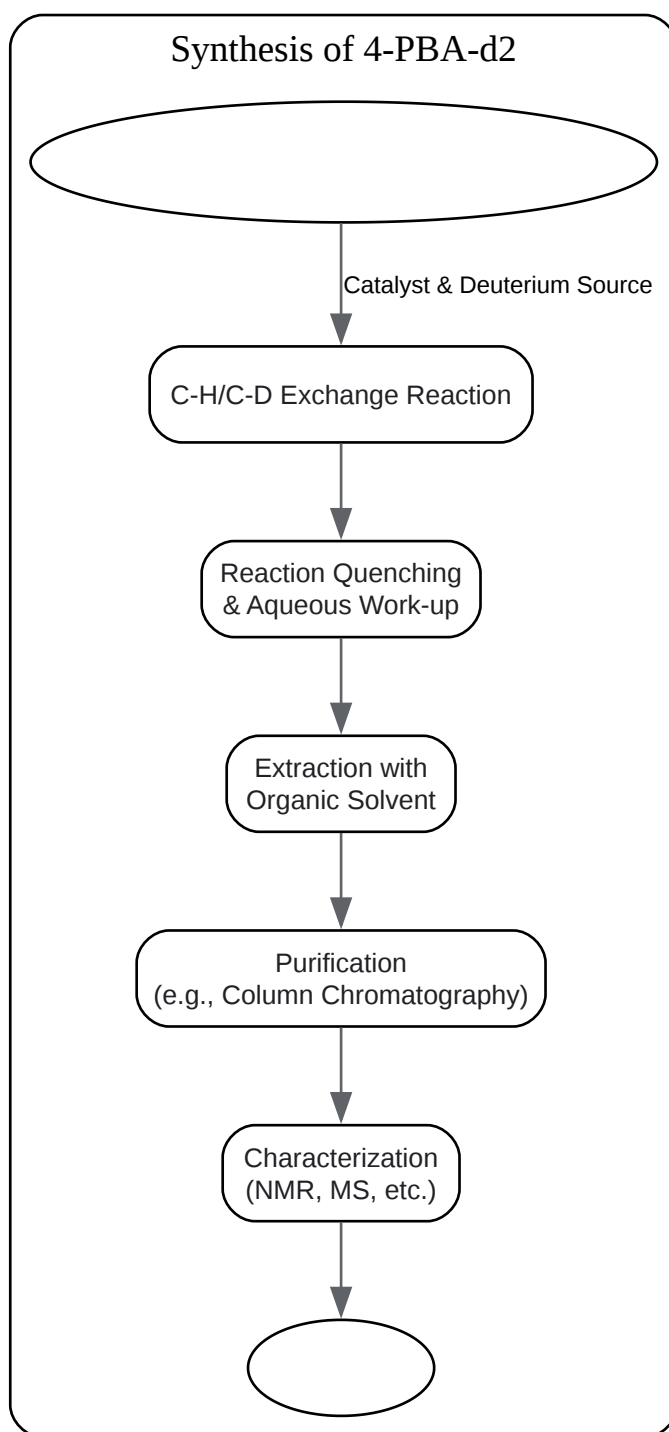 Synthesis of 4-PBA-d2
Catalyst & Deuterium Source
C-H/C-D Exchange Reaction
Reaction Quenching
& Aqueous Work-up
Extraction with
Organic Solvent
Purification
(e.g., Column Chromatography)
Characterization
(NMR, MS, etc.)